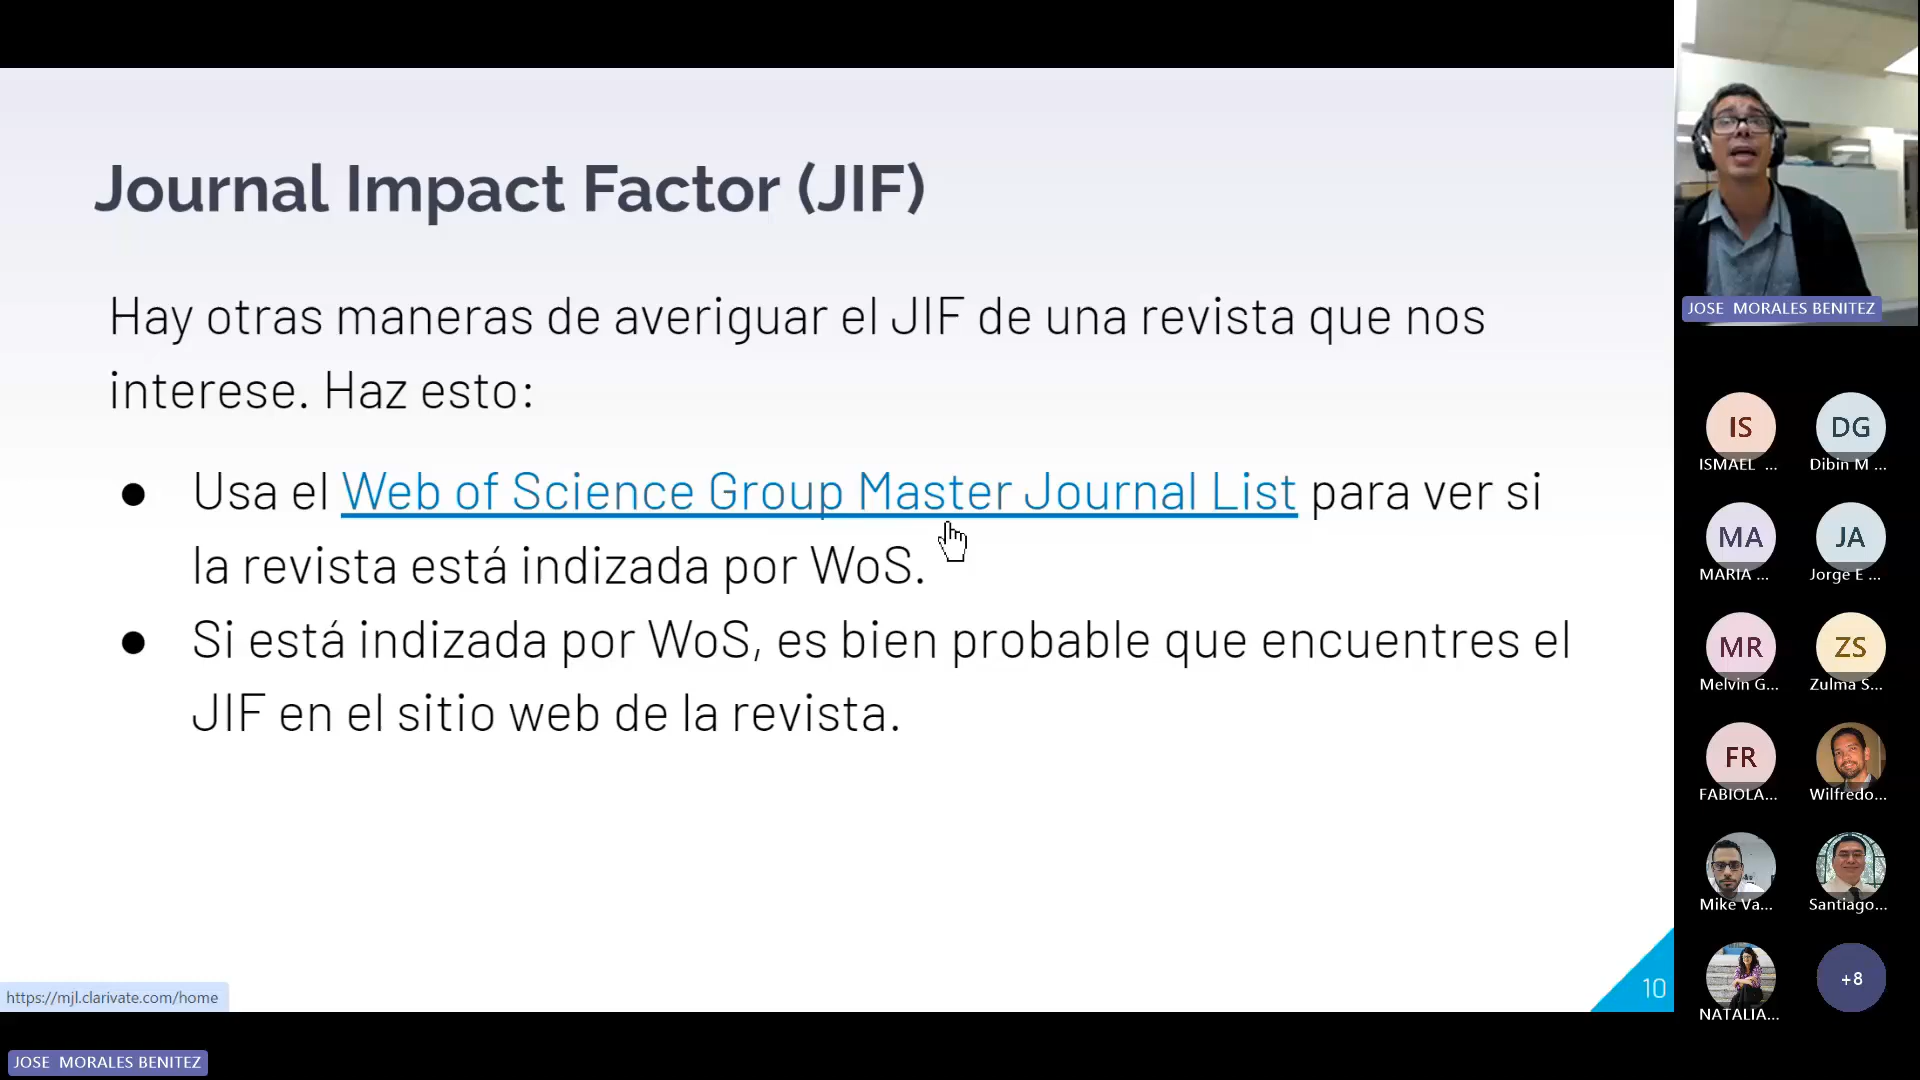 Journal Impact Factor (JIF)
Hay otras maneras de averiguar el JIF de una revista que nos
interese. Haz esto:
● Usa el Web of Science Group Master Journal List para ver si
la revista está indizada por WoS.
● Si está indizada por WoS, es bien probable que encuentres el
JIF en el sitio web de la revista.
10
https://mjl.clarivate.com/home
JOSE MORALES BENITEZ
JOSE MORALES BENITEZ
IS
ISMAEL ...
DG
Dibin M ...
MA
MARIA ...
JA
Jorge E ...
MR
Melvin G...
ZS
Zulma S...
FR
FABIOLA...
Wilfredo...
Mike Va...
Santiago...
NATALIA...
+8